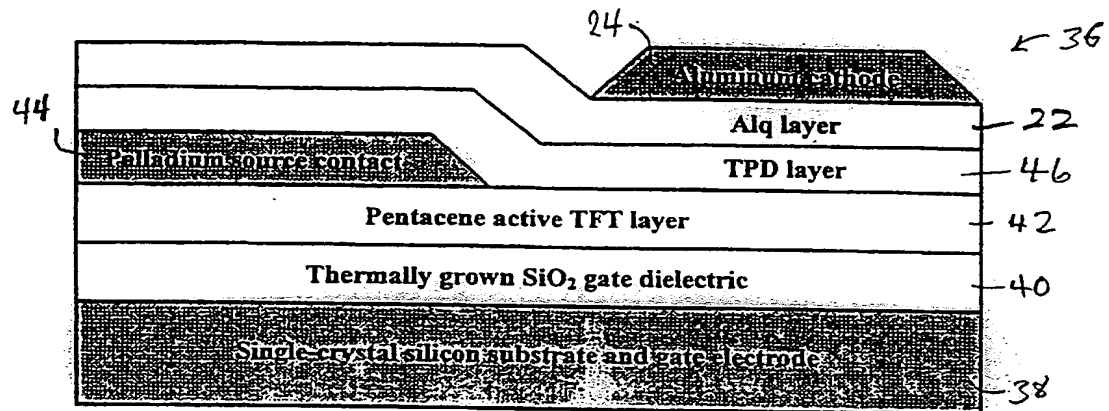 24
36
Aluminum cathode
44
Alq layer
22
Palladium source contact
TPD layer
46
Pentacene active TFT layer
42
Thermally grown SiO₂ gate dielectric
40
Single-crystal silicon substrate and gate electrode
38